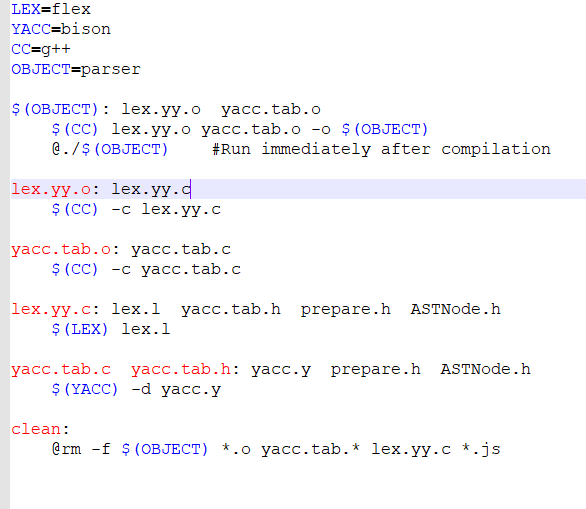 LEX=flex
YACC=bison
CC=g++
OBJECT=parser
$(OBJECT): lex.yy.o  yacc.tab.o
    $(CC) lex.yy.o yacc.tab.o -o $(OBJECT)
    @./$(OBJECT)    #Run immediately after compilation
lex.yy.o: lex.yy.c
    $(CC) -c lex.yy.c
yacc.tab.o: yacc.tab.c
    $(CC) -c yacc.tab.c
lex.yy.c: lex.l  yacc.tab.h  prepare.h  ASTNode.h
    $(LEX) lex.l
yacc.tab.c  yacc.tab.h: yacc.y  prepare.h  ASTNode.h
    $(YACC) -d yacc.y
clean:
    @rm -f $(OBJECT) *.o yacc.tab.* lex.yy.c *.js